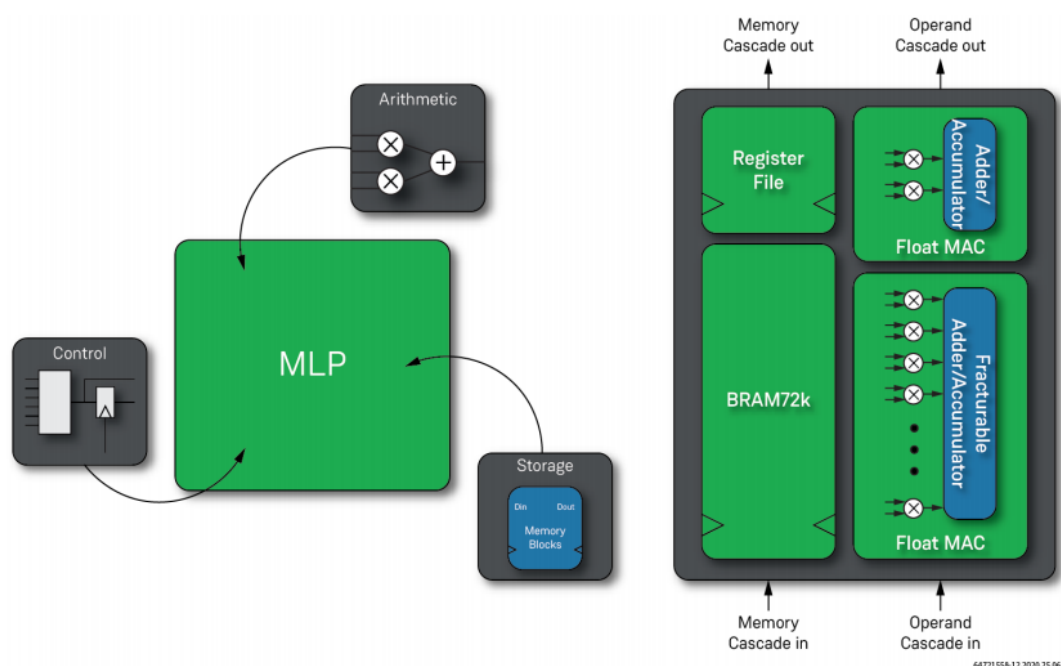 Arithmetic
MLP
Control
Storage
Din
Dout
Memory
Blocks
Memory
Cascade out
Operand
Cascade out
Register
File
Adder/
Accumulator
Float MAC
BRAM72k
Fracturable
Adder/Accumulator
Float MAC
Memory
Cascade in
Operand
Cascade in